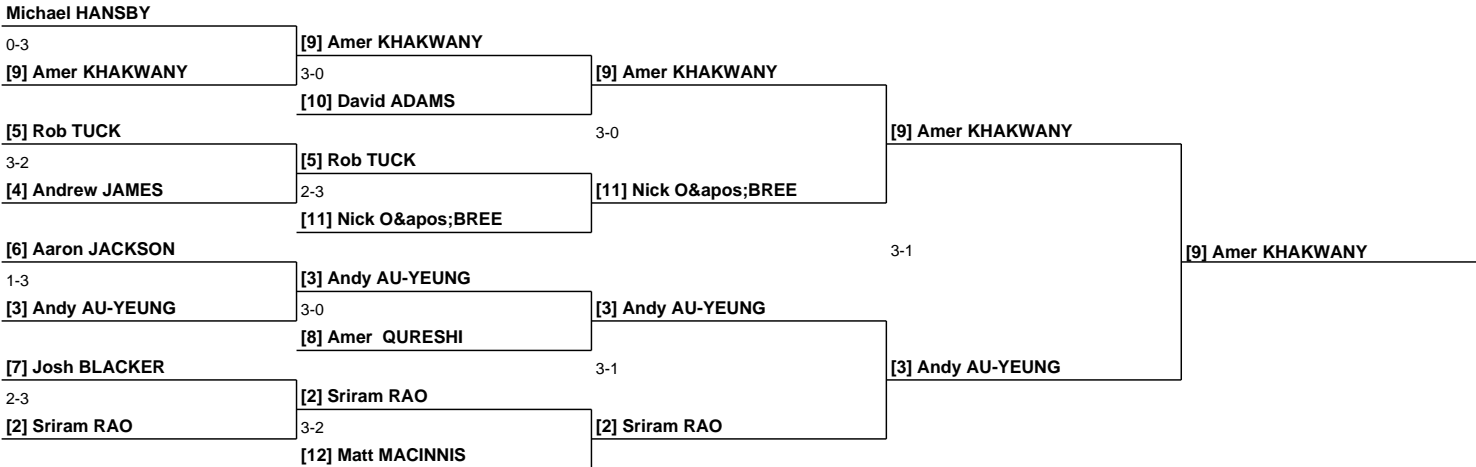 Michael HANSBY
0-3
[9] Amer KHAKWANY
[9] Amer KHAKWANY
3-0
[9] Amer KHAKWANY
[10] David ADAMS
[5] Rob TUCK
3-0
[9] Amer KHAKWANY
3-2
[5] Rob TUCK
[4] Andrew JAMES
2-3
[11] Nick O&apos;BREE
[11] Nick O&apos;BREE
[6] Aaron JACKSON
3-1
[9] Amer KHAKWANY
1-3
[3] Andy AU-YEUNG
[3] Andy AU-YEUNG
3-0
[3] Andy AU-YEUNG
[8] Amer  QURESHI
[7] Josh BLACKER
3-1
[3] Andy AU-YEUNG
2-3
[2] Sriram RAO
[2] Sriram RAO
3-2
[2] Sriram RAO
[12] Matt MACINNIS